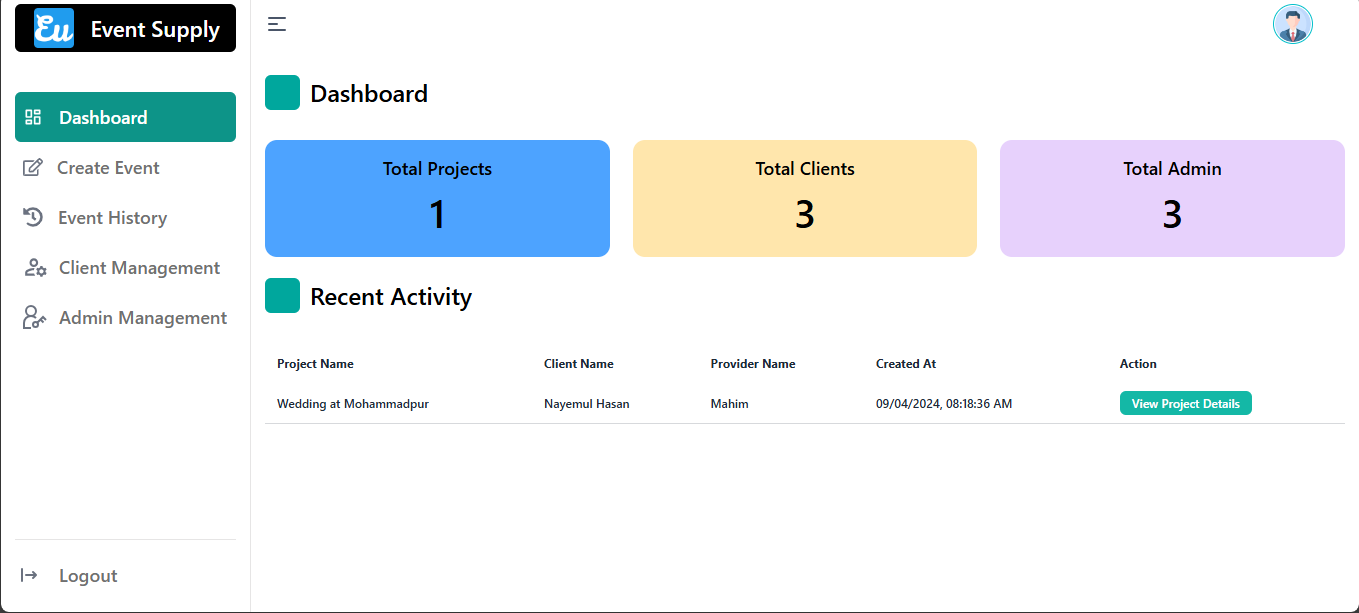 Eu Event Supply
Dashboard
Create Event
Event History
Client Management
Admin Management
Logout
Dashboard
Total Projects
1
Total Clients
3
Total Admin
3
Recent Activity
Project Name Client Name Provider Name Created At Action
Wedding at Mohammadpur Nayemul Hasan Mahim 09/04/2024, 08:18:36 AM View Project Details